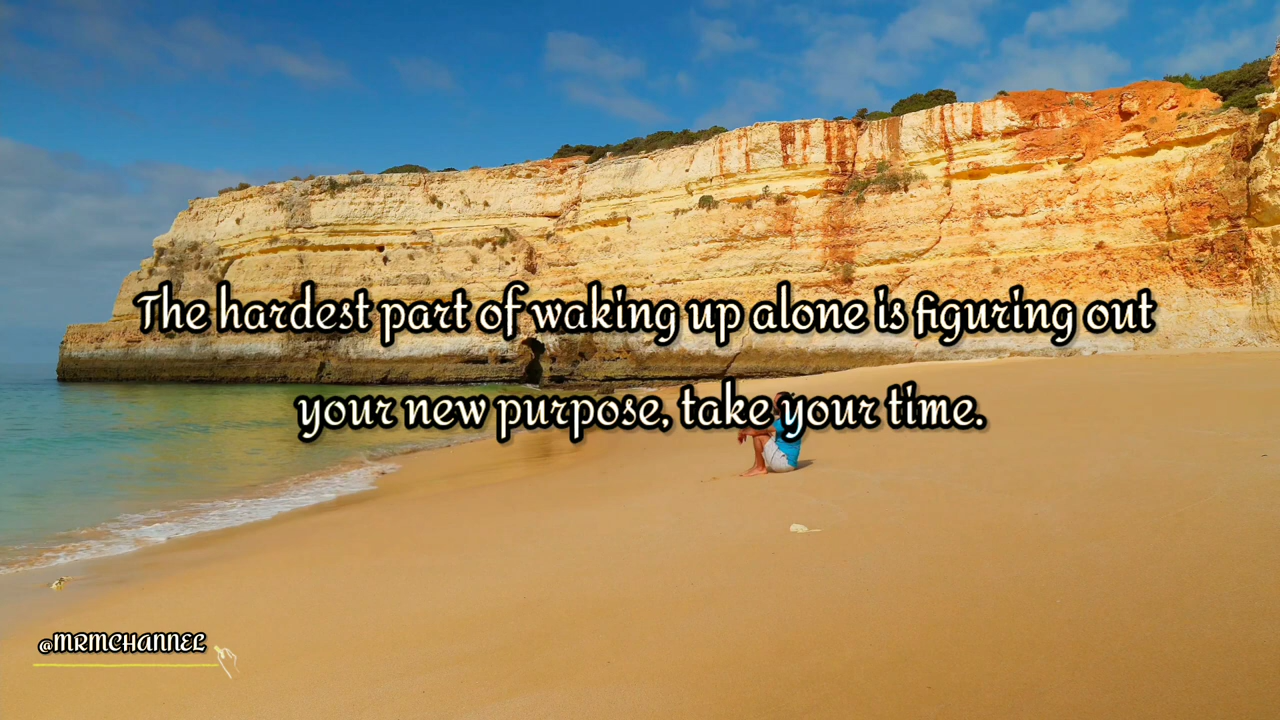 The hardest part of waking up alone is figuring out
your new purpose, take your time.
@MRMCHANNEL